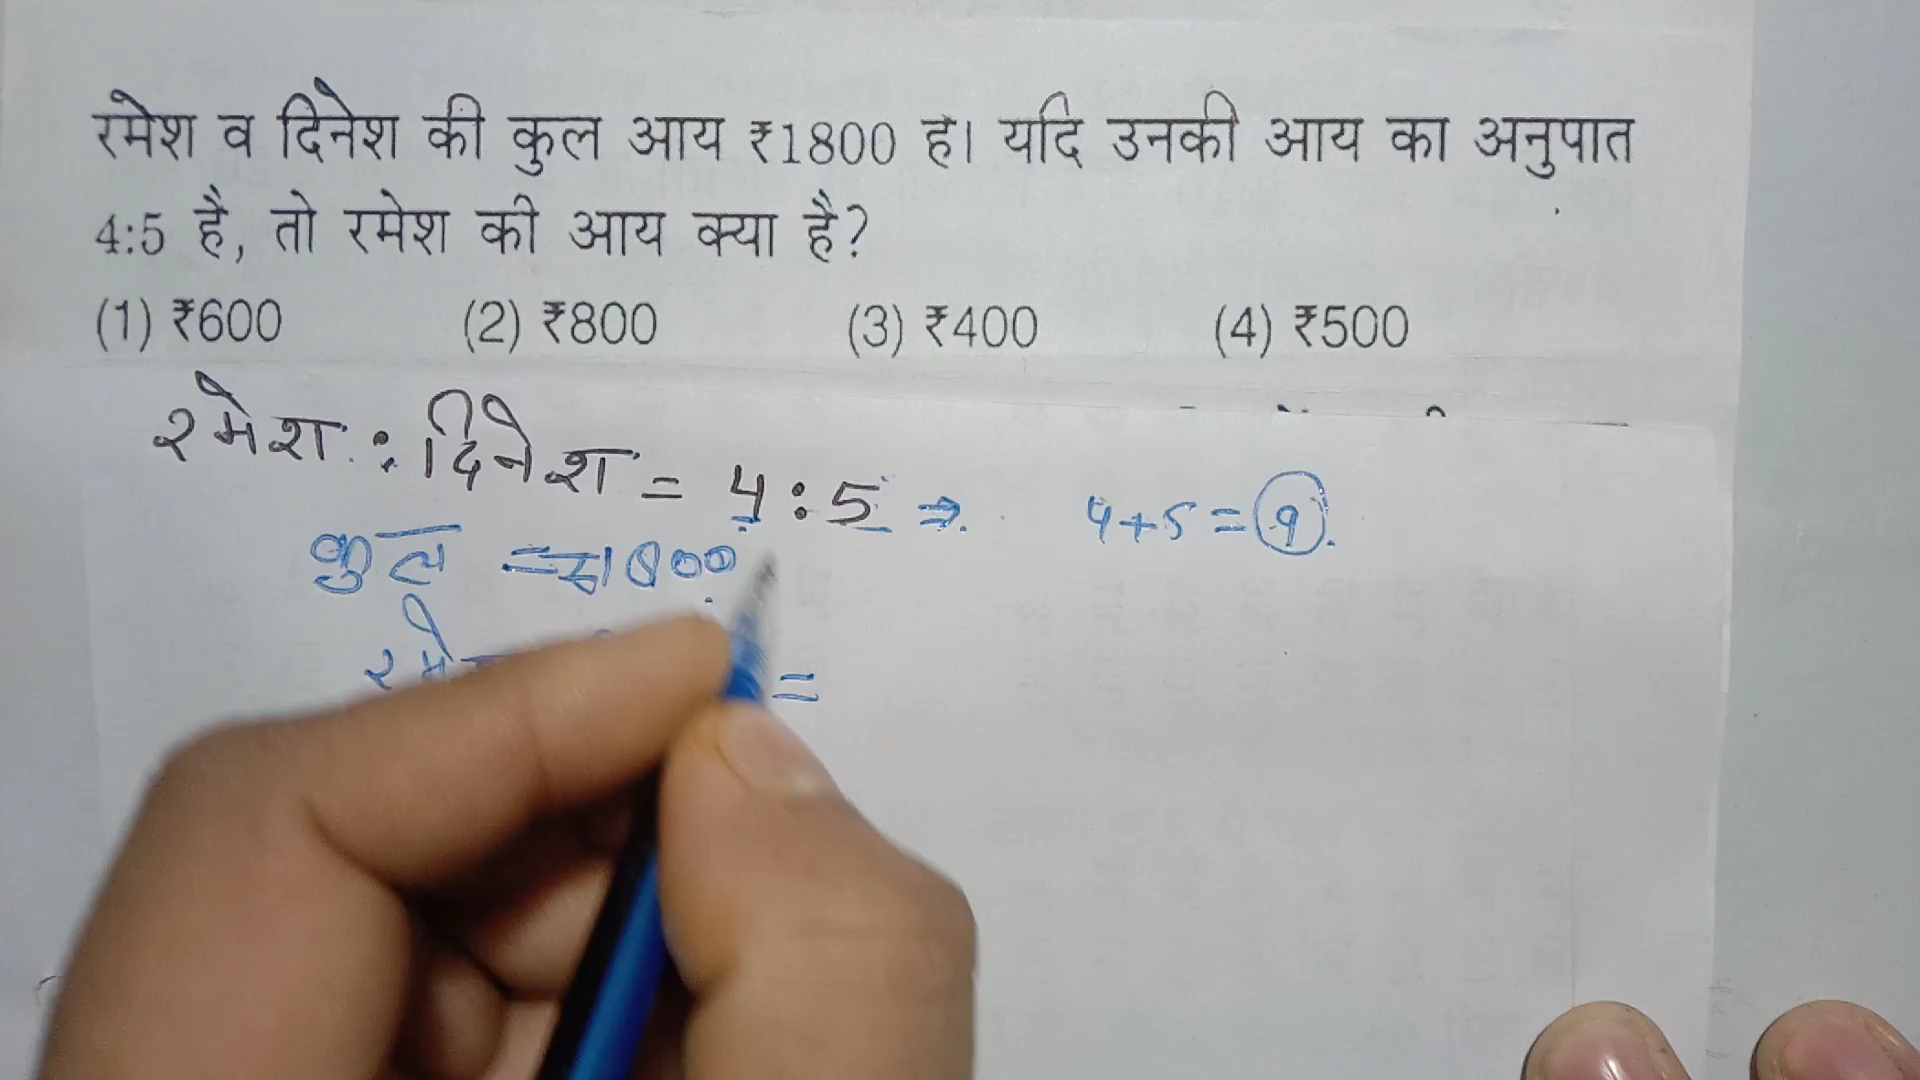 रमेश व दिनेश की कुल आय ₹1800 है। यदि उनकी आय का अनुपात
4:5 है, तो रमेश की आय क्या है?
(1) ₹600 (2) ₹800 (3) ₹400 (4) ₹500
रमेश : दिनेश = 4 : 5 ⇒ 4+5 = 9
कुल = ₹1800
=